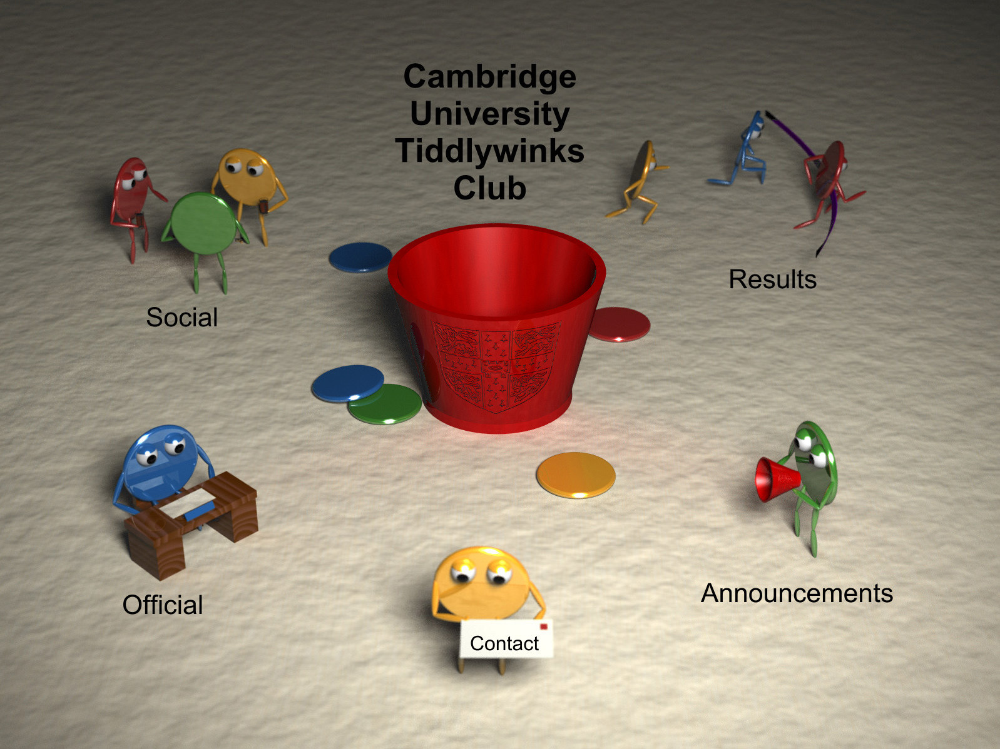 Cambridge
University
Tiddlywinks
Club
Results
Social
Official
Announcements
Contact